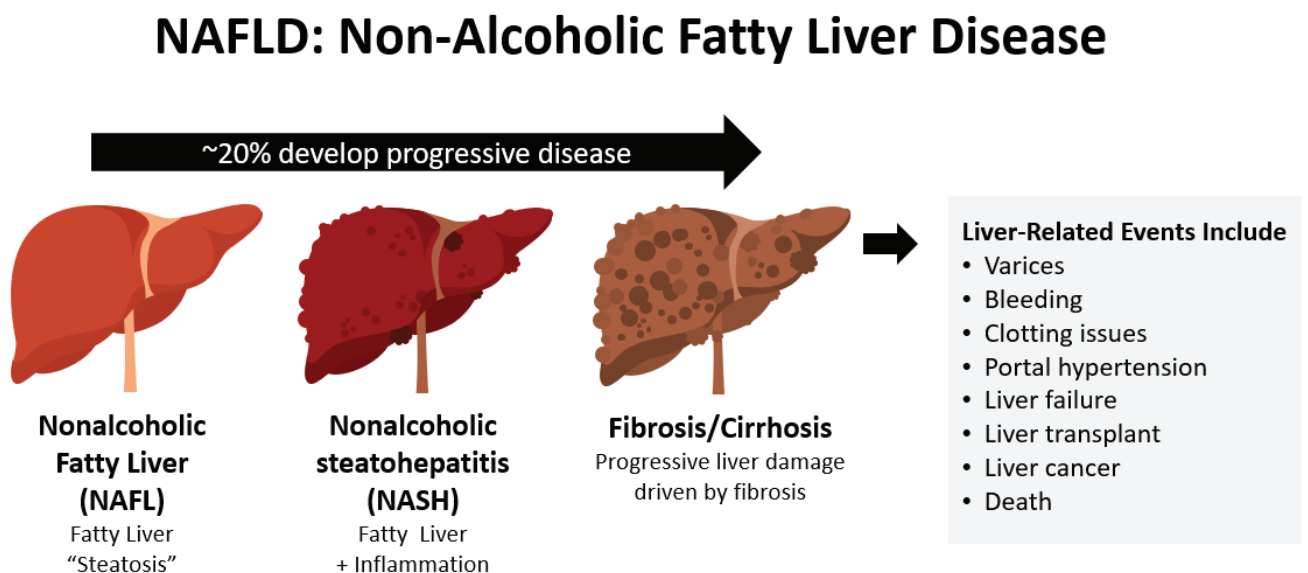 NAFLD: Non-Alcoholic Fatty Liver Disease
~20% develop progressive disease
Nonalcoholic
Fatty Liver
(NAFL)
Fatty Liver
“Steatosis”
Nonalcoholic
steatohepatitis
(NASH)
Fatty Liver
+ Inflammation
Fibrosis/Cirrhosis
Progressive liver damage
driven by fibrosis
Liver-Related Events Include
• Varices
• Bleeding
• Clotting issues
• Portal hypertension
• Liver failure
• Liver transplant
• Liver cancer
• Death